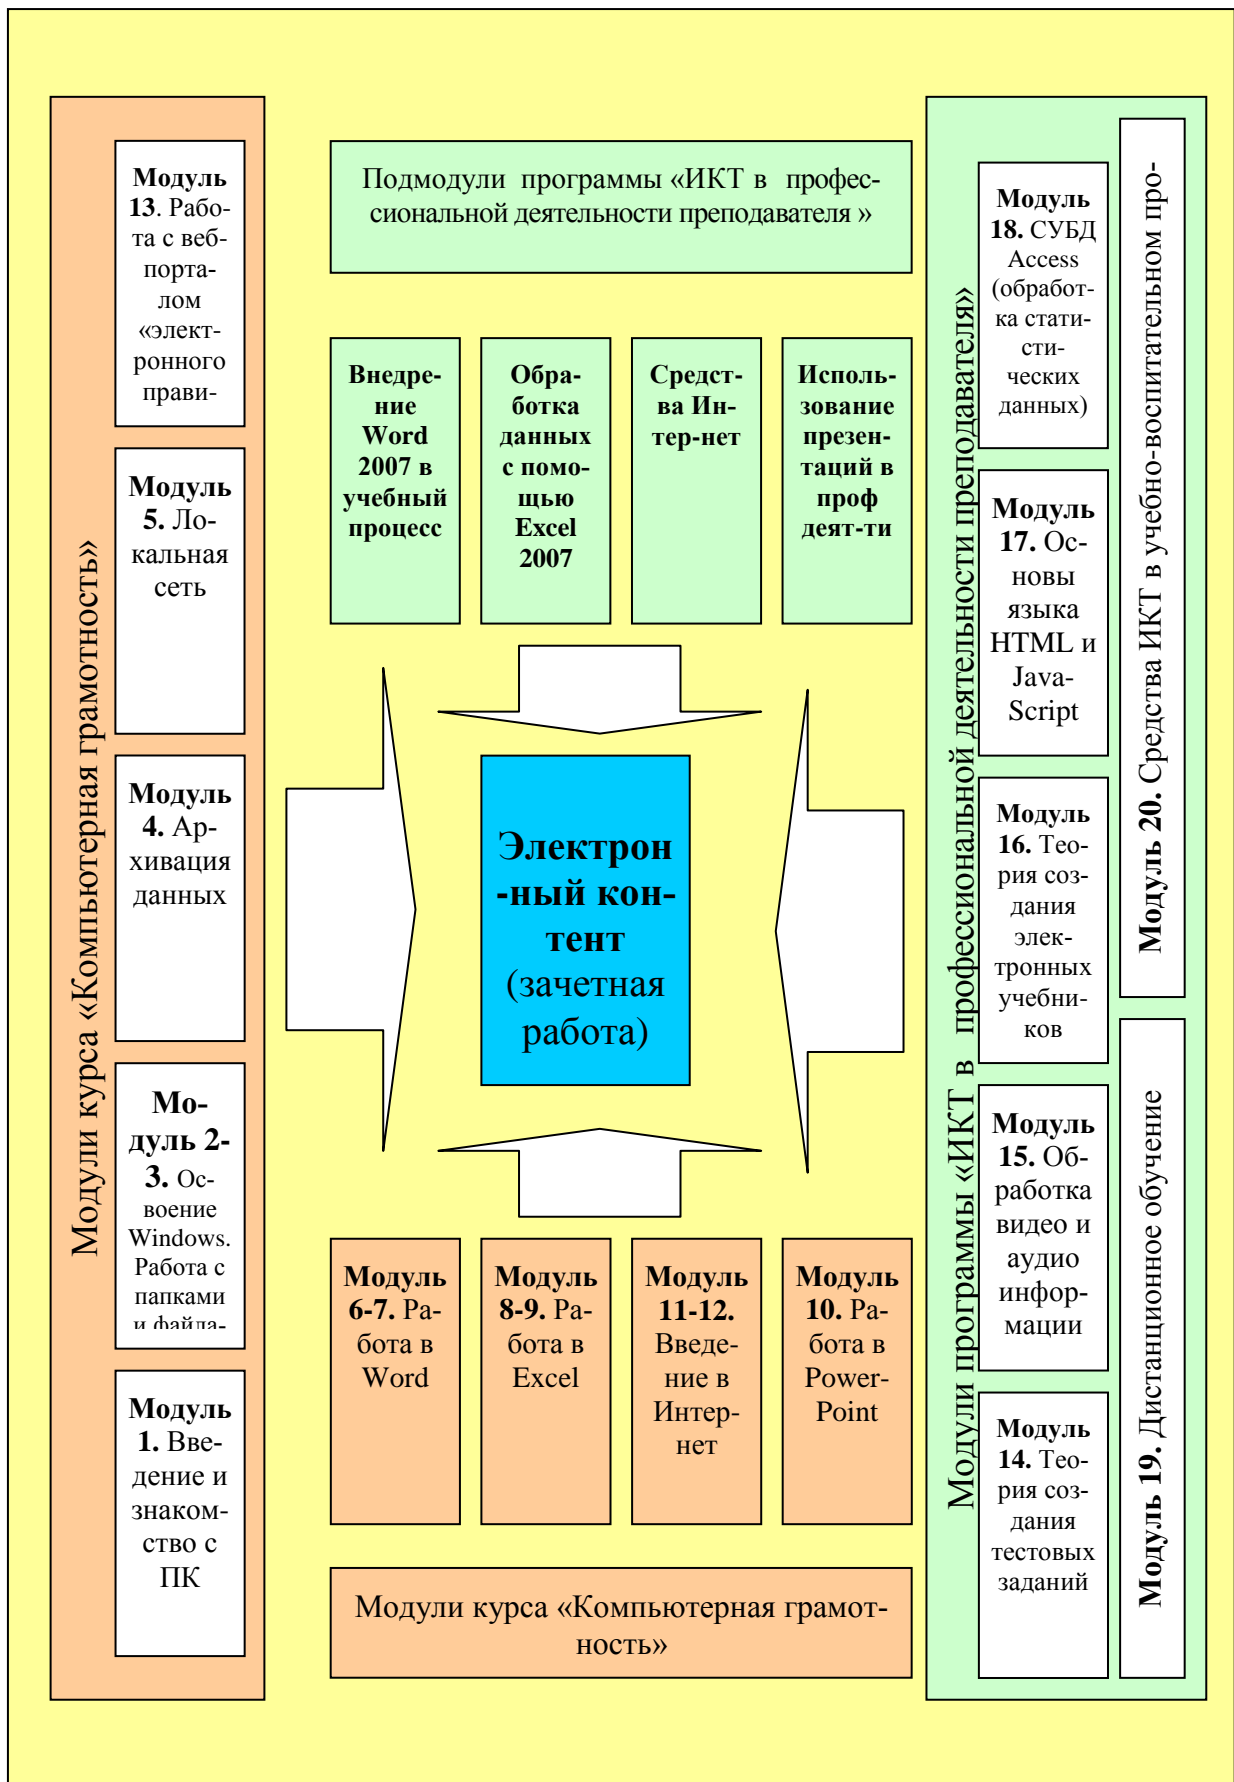 Модули курса «Компьютерная грамотность»
Модуль
13. Рабо-
та с веб-
порта-
лом
«элект-
ронного
прави-
Модуль
5. Ло-
кальная
сеть
Модуль
4. Ар-
хивация
данных
Мо-
дуль 2-
3. Ос-
воение
Windows.
Работа с
папками
и файла-
Модуль
1. Вве-
дение и
знаком-
ство с
ПК
Подмодули программы «ИКТ в профес-
сиональной деятельности преподавателя »
Внедре-
ние
Word
2007 в
учебный
процесс
Обра-
ботка
данных
с помо-
щью
Excel
2007
Средст-
ва Ин-
тер-нет
Исполь-
зование
презен-
таций в
проф
деят-ти
Электрон
-ный кон-
тент
(зачетная
работа)
Модуль
6-7. Ра-
бота в
Word
Модуль
8-9. Ра-
бота в
Excel
Модуль
11-12.
Введе-
ние в
Интер-
нет
Модуль
10. Ра-
бота в
Power-
Point
Модули курса «Компьютерная грамот-
ность»
Модули программы «ИКТ в профессиональной деятельности преподавателя»
Модуль
18. СУБД
Access
(обработ-
ка стати-
сти-
ческих
данных)
Модуль
17. Ос-
новы
языка
HTML и
Java-
Script
Модуль
16. Тео-
рия соз-
дания
элек-
тронных
учебни-
ков
Модуль
15. Об-
работка
видео и
аудио
инфор-
мации
Модуль
14. Тео-
рия соз-
дания
тестовых
заданий
Модуль 20. Средства ИКТ в учебно-воспитательном про-
Модуль 19. Дистанционное обучение